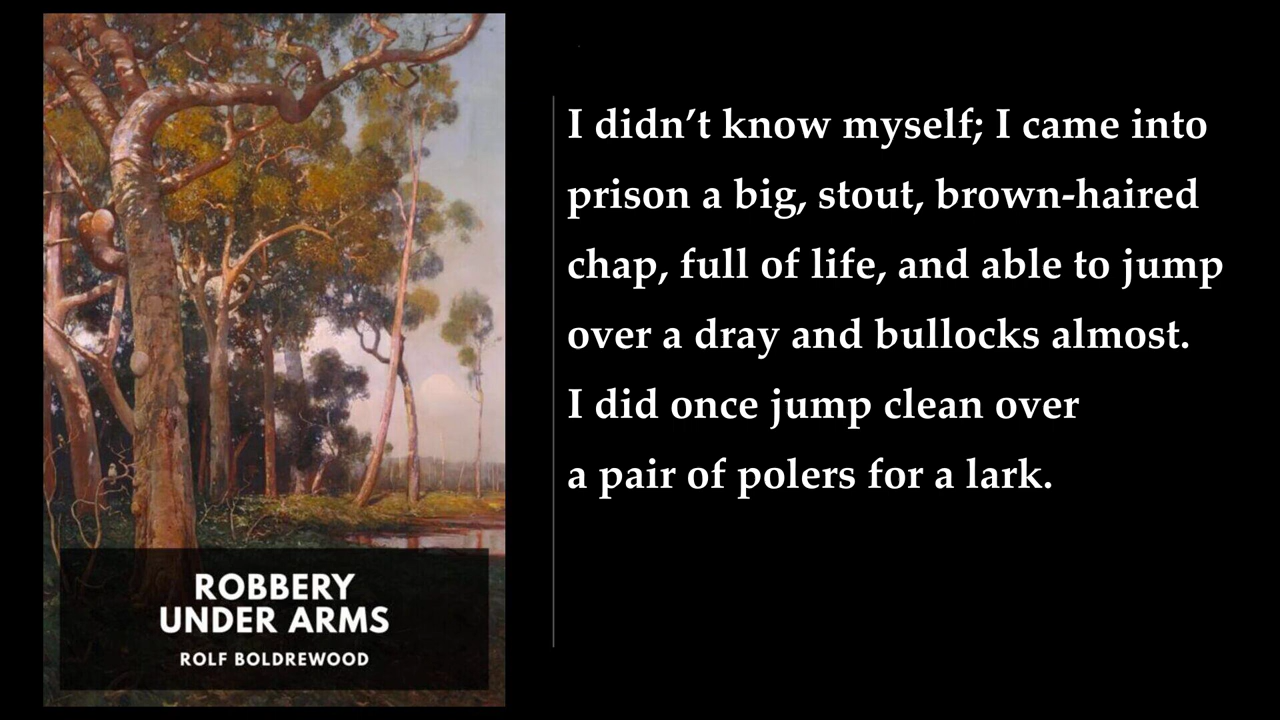 I didn’t know myself; I came into
prison a big, stout, brown-haired
chap, full of life, and able to jump
over a dray and bullocks almost.
I did once jump clean over
a pair of polers for a lark.
ROBBERY
UNDER ARMS
ROLF BOLDREWOOD